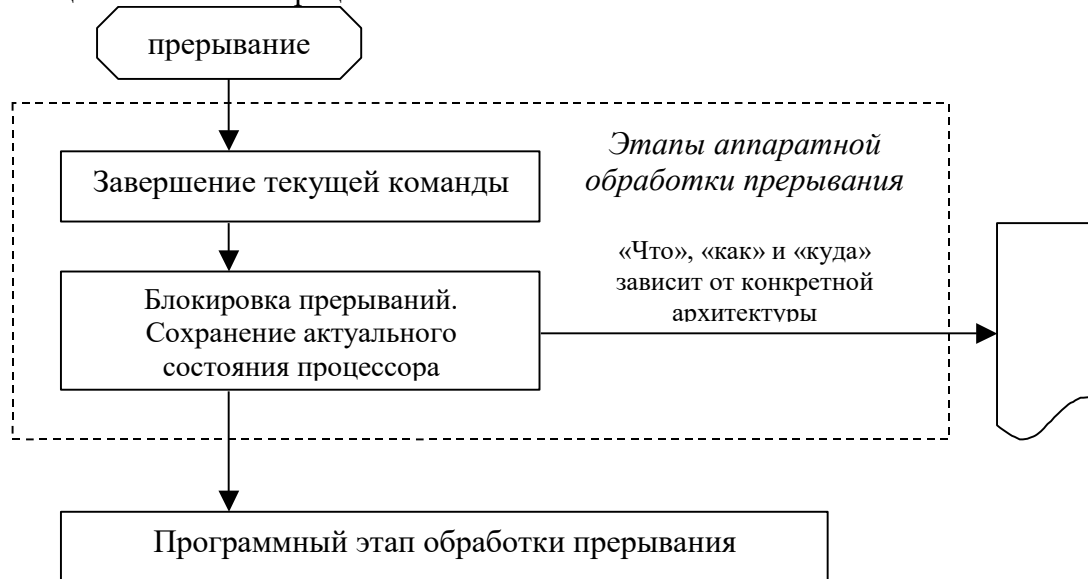 прерывание
Этапы аппаратной
обработки прерывания
Завершение текущей команды
«Что», «как» и «куда»
зависит от конкретной
архитектуры
Блокировка прерываний.
Сохранение актуального
состояния процессора
Программный этап обработки прерывания